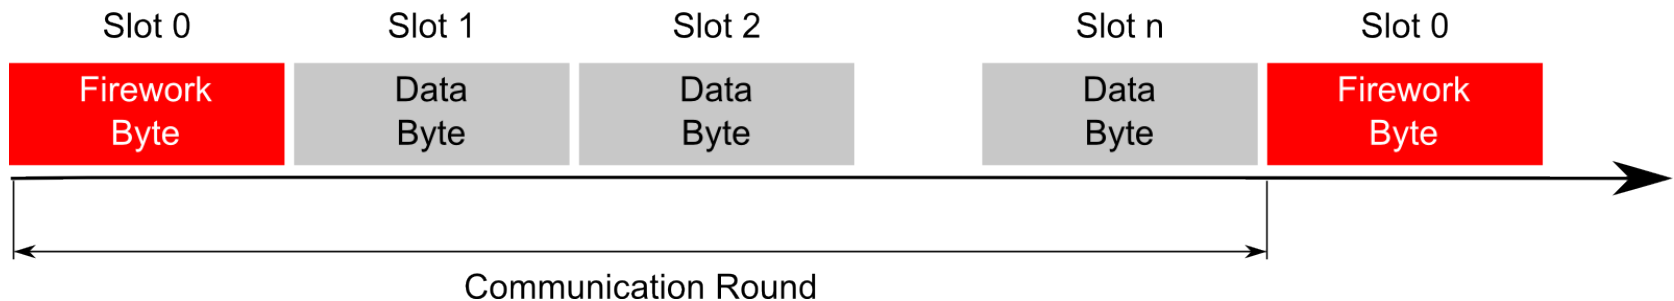 Slot 0
Slot 1
Slot 2
Slot n
Slot 0
Firework
Byte
Data
Byte
Data
Byte
Data
Byte
Firework
Byte
Communication Round